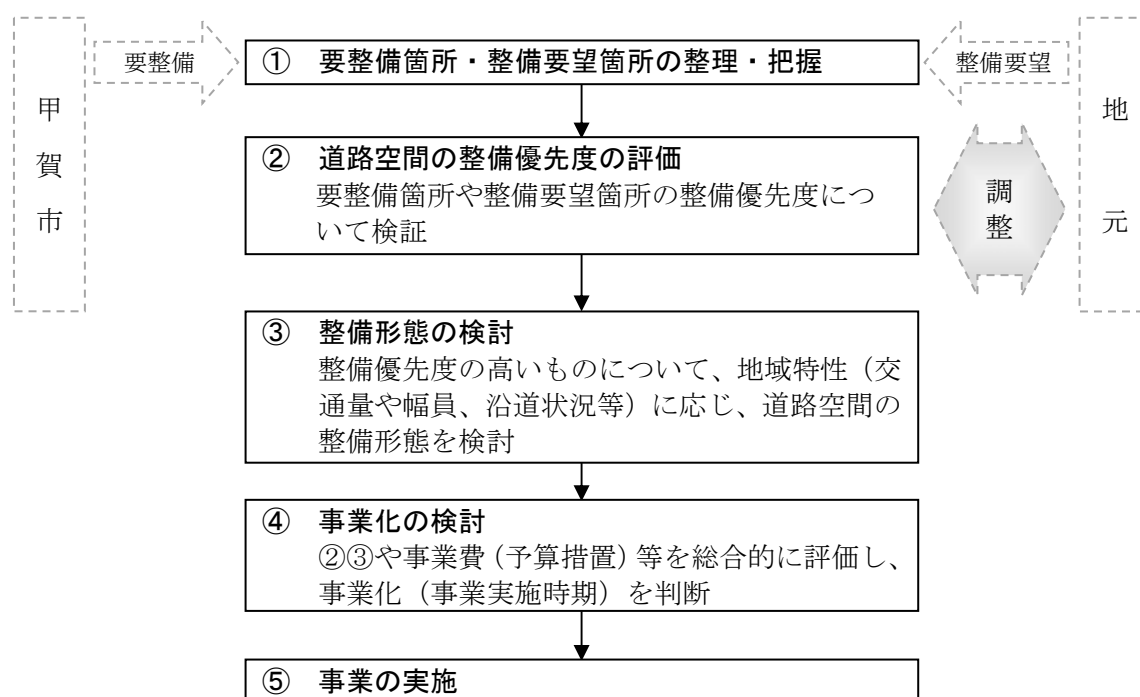 甲賀市
要整備
① 要整備箇所・整備要望箇所の整理・把握
整備要望
地元
② 道路空間の整備優先度の評価
要整備箇所や整備要望箇所の整備優先度につ
いて検証
調整
③ 整備形態の検討
整備優先度の高いものについて、地域特性（交
通量や幅員、沿道状況等）に応じ、道路空間の
整備形態を検討
④ 事業化の検討
②③や事業費（予算措置）等を総合的に評価し、
事業化（事業実施時期）を判断
⑤ 事業の実施